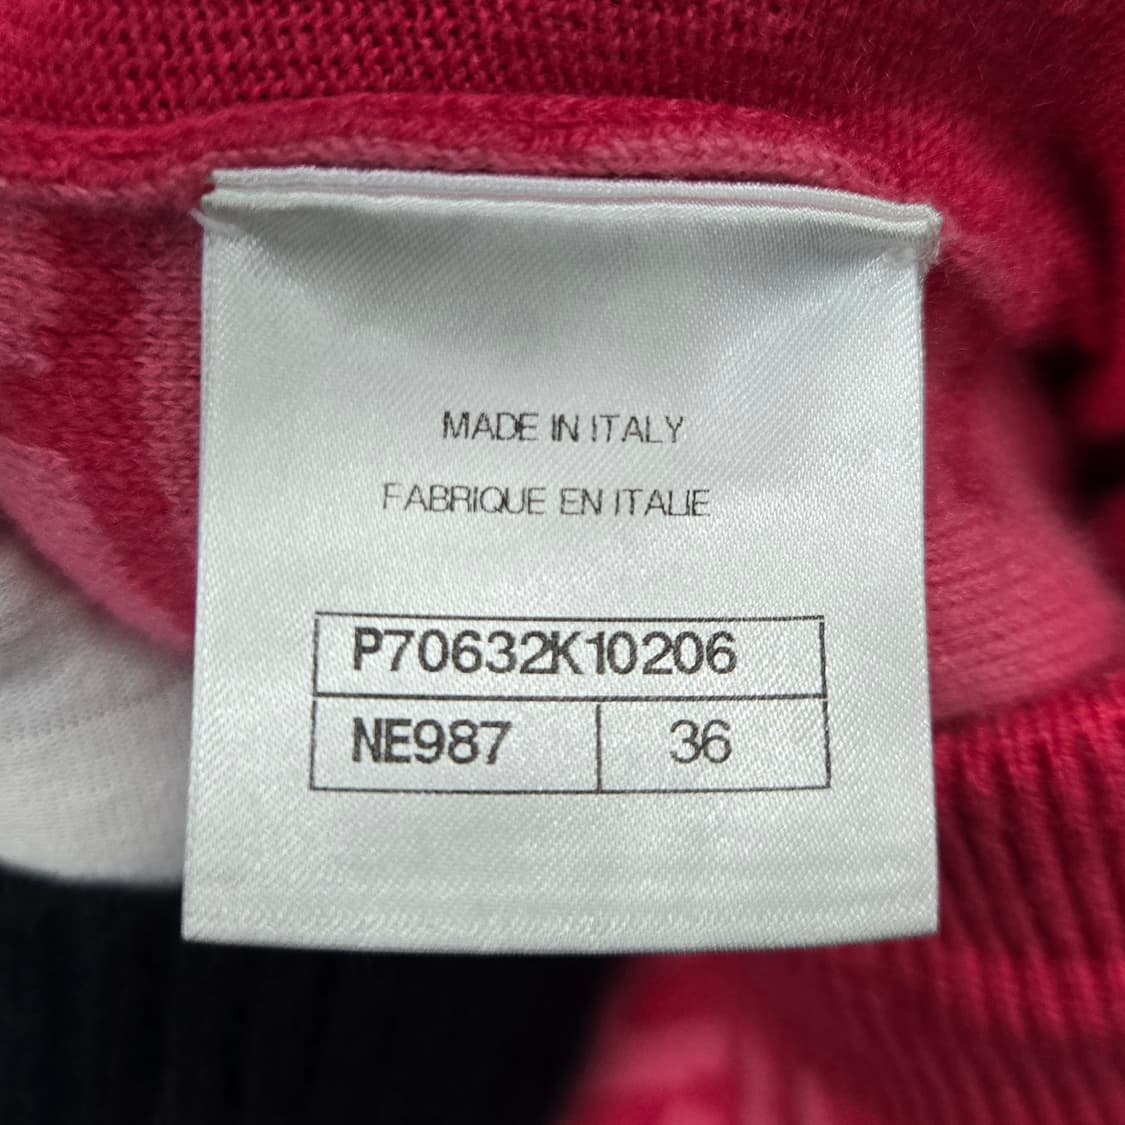 MADE IN ITALY
FABRIQUE EN ITALIE
P70632K10206
NE987 36